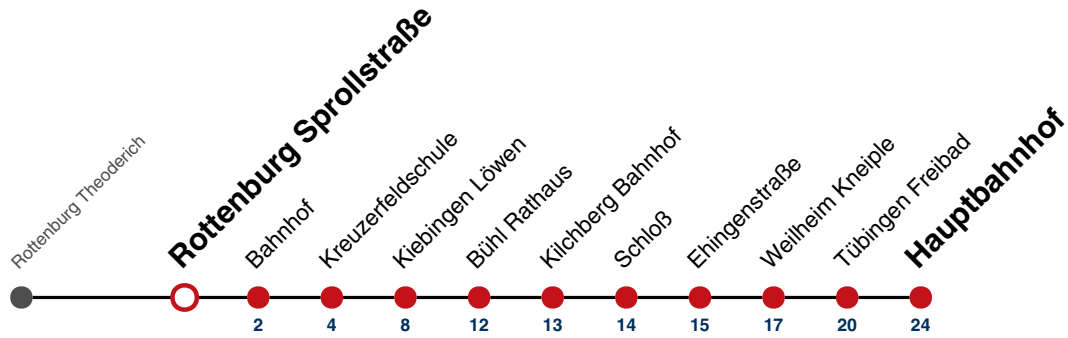 Rottenburg Theoderich
Rottenburg Sprollstraße
Bahnhof
Kreuzerfeldschule
Kiebingen Löwen
Bühl Rathaus
Kilchberg Bahnhof
Schloß
Ehingenstraße
Weilheim Kneiple
Tübingen Freibad
Hauptbahnhof
2 4 8 12 13 14 15 17 20 24